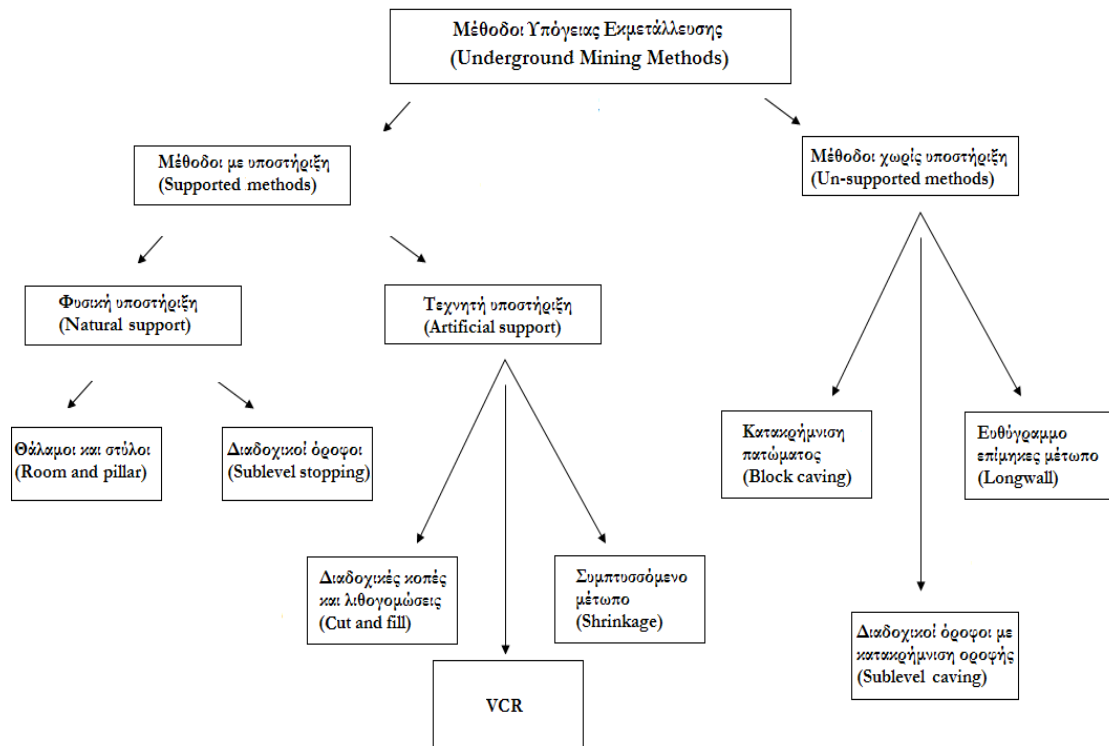 Μέθοδοι Υπόγειας Εκμετάλλευσης
(Underground Mining Methods)
Μέθοδοι με υποστήριξη
(Supported methods)
Μέθοδοι χωρίς υποστήριξη
(Un-supported methods)
Φυσική υποστήριξη
(Natural support)
Τεχνητή υποστήριξη
(Artificial support)
Θάλαμοι και στύλοι
(Room and pillar)
Διαδοχικοί όροφοι
(Sublevel stopping)
Κατακρήμνιση
πατώματος
(Block caving)
Ευθύγραμμο
επίμηκες μέτωπο
(Longwall)
Διαδοχικές κοπές
και λιθογομώσεις
(Cut and fill)
Συμπτυσσόμενο
μέτωπο
(Shrinkage)
Διαδοχικοί όροφοι με
κατακρήμνιση οροφής
(Sublevel caving)
VCR